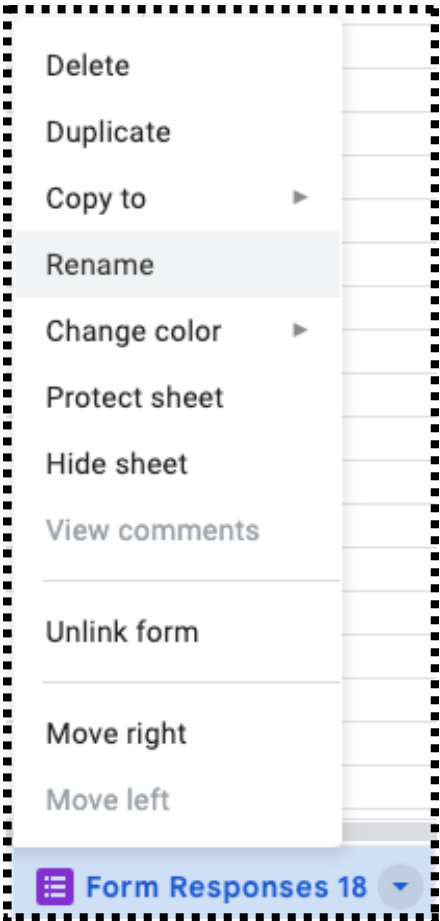 Delete
Duplicate
Copy to
Rename
Change color
Protect sheet
Hide sheet
View comments
Unlink form
Move right
Move left
Form Responses 18